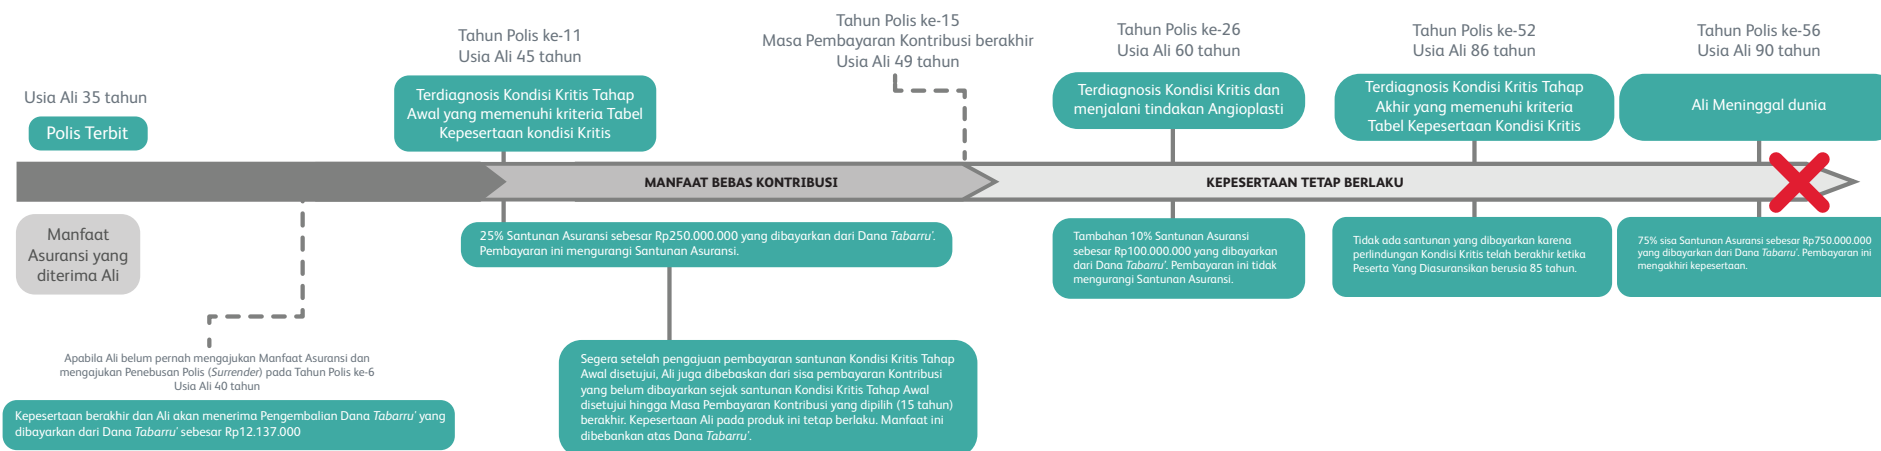 Usia Ali 35 tahun
Polis Terbit
Tahun Polis ke-11
Usia Ali 45 tahun
Terdiagnosis Kondisi Kritis Tahap
Awal yang memenuhi kriteria Tabel
Kepesertaan kondisi Kritis
Tahun Polis ke-15
Masa Pembayaran Kontribusi berakhir
Usia Ali 49 tahun
Tahun Polis ke-26
Usia Ali 60 tahun
Terdiagnosis Kondisi Kritis dan
menjalani tindakan Angioplasti
Tahun Polis ke-52
Usia Ali 86 tahun
Terdiagnosis Kondisi Kritis Tahap
Akhir yang memenuhi kriteria
Tabel Kepesertaan Kondisi Kritis
Tahun Polis ke-56
Usia Ali 90 tahun
Ali Meninggal dunia
MANFAAT BEBAS KONTRIBUSI
KEPESERTAAN TETAP BERLAKU
Manfaat
Asuransi yang
diterima Ali
25% Santunan Asuransi sebesar Rp250.000.000 yang dibayarkan dari Dana Tabarru'.
Pembayaran ini mengurangi Santunan Asuransi.
Tambahan 10% Santunan Asuransi
sebesar Rp100.000.000 yang dibayarkan
dari Dana Tabarru'. Pembayaran ini tidak
mengurangi Santunan Asuransi.
Tidak ada santunan yang dibayarkan karena
perlindungan Kondisi Kritis telah berakhir ketika
Peserta Yang Diasuransikan berusia 85 tahun.
75% sisa Santunan Asuransi sebesar Rp750.000.000
yang dibayarkan dari Dana Tabarru'. Pembayaran ini
mengakhiri kepesertaan.
Apabila Ali belum pernah mengajukan Manfaat Asuransi dan
mengajukan Penebusan Polis (Surrender) pada Tahun Polis ke-6
Usia Ali 40 tahun
Kepesertaan berakhir dan Ali akan menerima Pengembalian Dana Tabarru' yang
dibayarkan dari Dana Tabarru' sebesar Rp12.137.000
Segera setelah pengajuan pembayaran santunan Kondisi Kritis Tahap
Awal disetujui, Ali juga dibebaskan dari sisa pembayaran Kontribusi
yang belum dibayarkan sejak santunan Kondisi Kritis Tahap Awal
disetujui hingga Masa Pembayaran Kontribusi yang dipilih (15 tahun)
berakhir. Kepesertaan Ali pada produk ini tetap berlaku. Manfaat ini
dibebankan atas Dana Tabarru'.